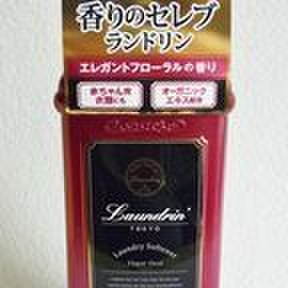 香りのセレブ
ランドリン
エレガントフローラルの香り
赤ちゃん用
衣類にも
オーガニック
エキス配合
Laundrin'
TOKYO
Laundry Softener